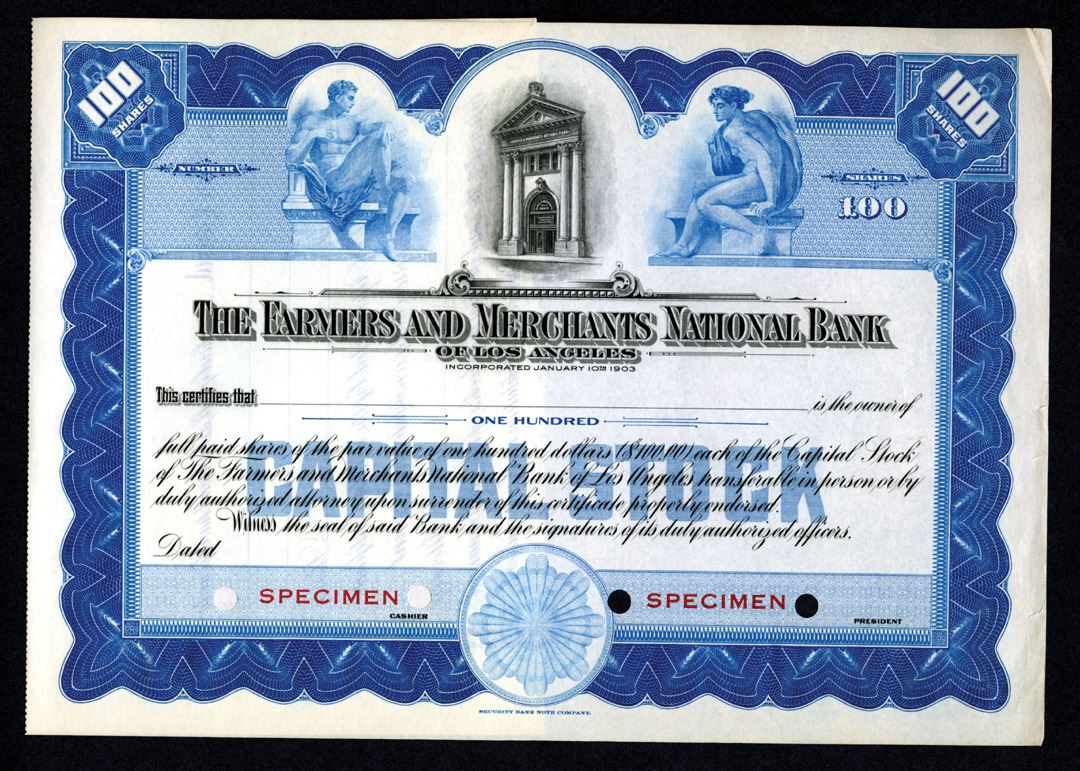 100 SHARES
100 SHARES
NUMBER
SHARES
100
THE FARMERS AND MERCHANTS NATIONAL BANK
OF LOS ANGELES
INCORPORATED JANUARY 10TH 1903
This certifies that is the owner of
ONE HUNDRED
full paid shares of the par value of one hundred dollars ($100.00) each of the Capital Stock
of The Farmers and Merchants National Bank of Los Angeles transferable in person or by
duly authorized attorney upon surrender of this certificate properly endorsed.
CAPITAL STOCK
Witness, the seal of said Bank and the signatures of its duly authorized officers.
Dated
SPECIMEN SPECIMEN
CASHIER PRESIDENT
SECURITY BANK NOTE COMPANY.